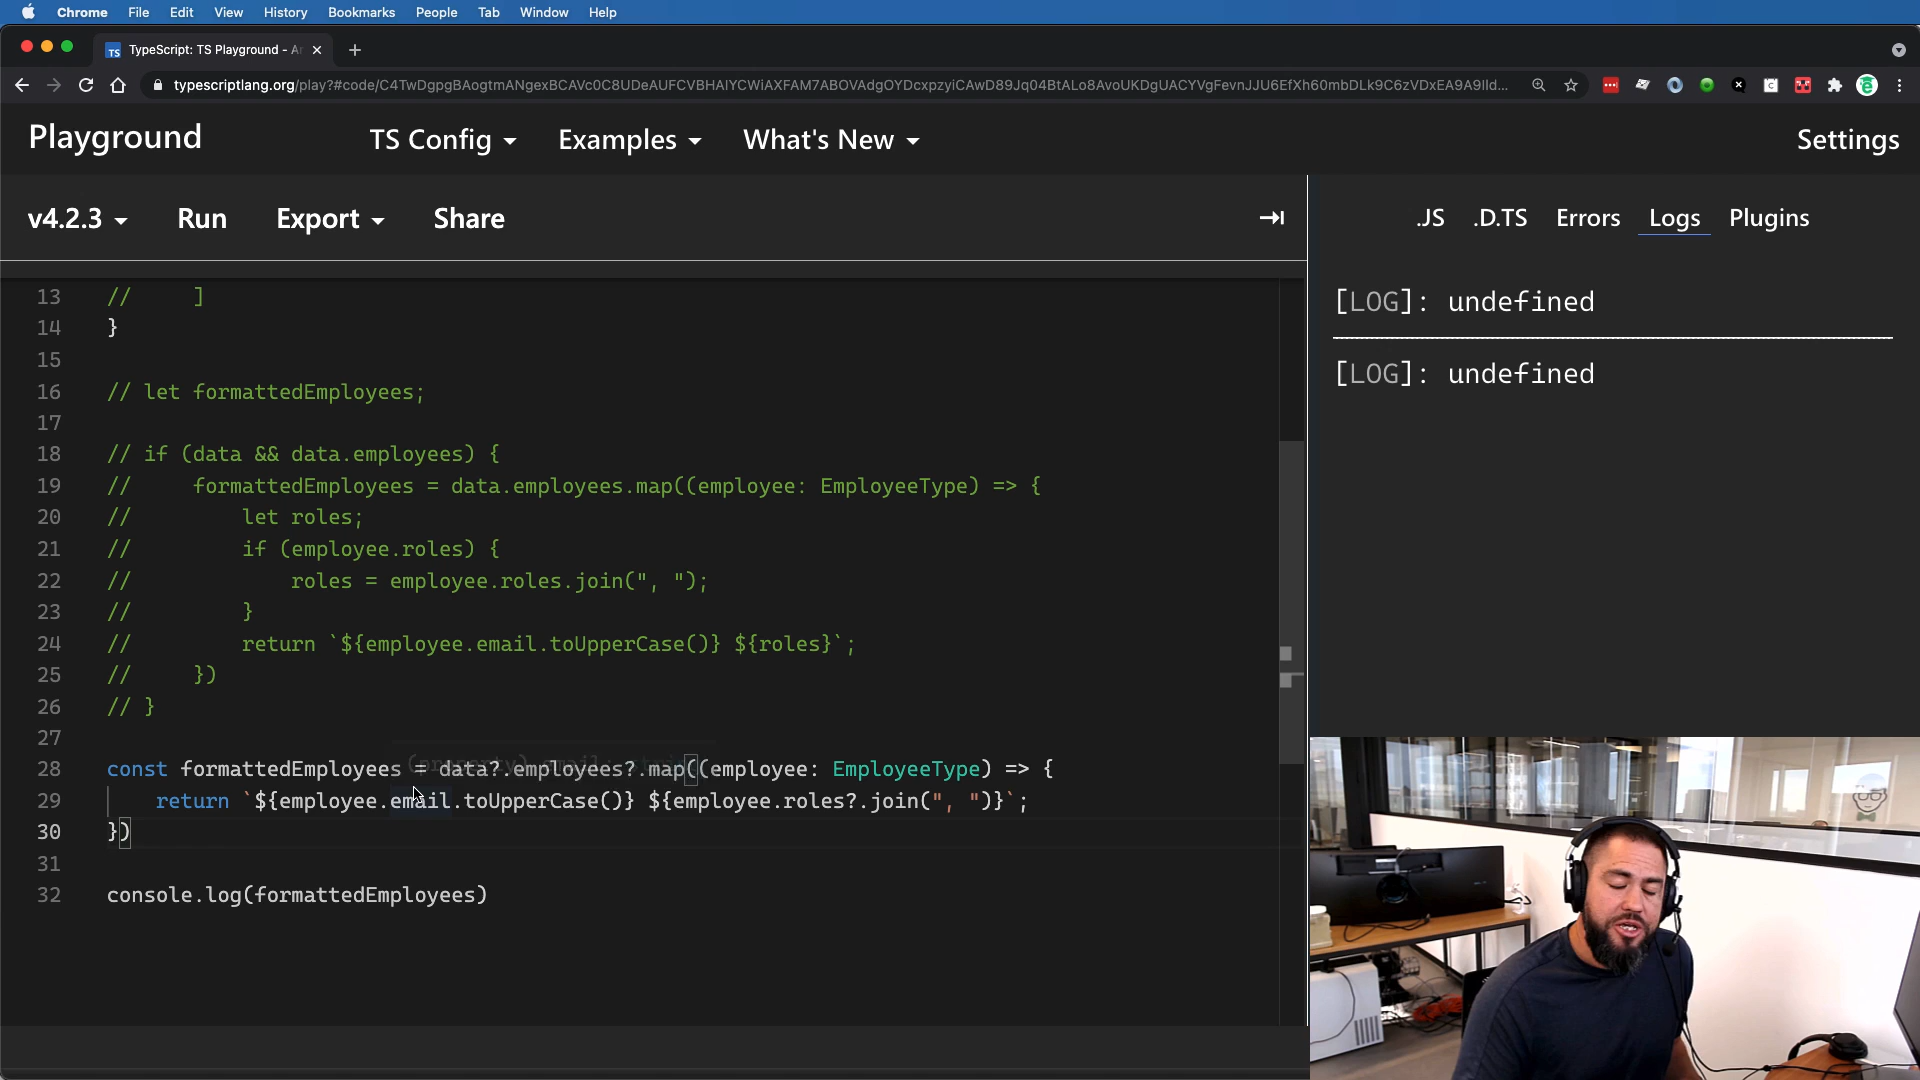 Chrome File Edit View History Bookmarks People Tab Window Help
TS TypeScript: TS Playground - A
typescriptlang.org/play?#code/C4TwDgpgBAogtmANgexBCAVc0C8UDeAUFCVBHAIYCWiAXFAM7ABOVAdgOYDcxpzyiCAwD89Jq04BtALo8AvoUKDgUACYVgFevnJJU6EfXh60mbDLk9C6zVDxEA9A9Ild...
Playground TS Config Examples What's New Settings
v4.2.3 Run Export Share
.JS .D.TS Errors Logs Plugins
13 // ]
14 }
15
16 // let formattedEmployees;
17
18 // if (data && data.employees) {
19 // formattedEmployees = data.employees.map((employee: EmployeeType) => {
20 // let roles;
21 // if (employee.roles) {
22 // roles = employee.roles.join(", ");
23 // }
24 // return `${employee.email.toUpperCase()} ${roles}`;
25 // })
26 // }
27
28 const formattedEmployees = data?.employees?.map((employee: EmployeeType) => {
29 return `${employee.email.toUpperCase()} ${employee.roles?.join(", ")}`;
30 })
31
32 console.log(formattedEmployees)
[LOG]: undefined
[LOG]: undefined